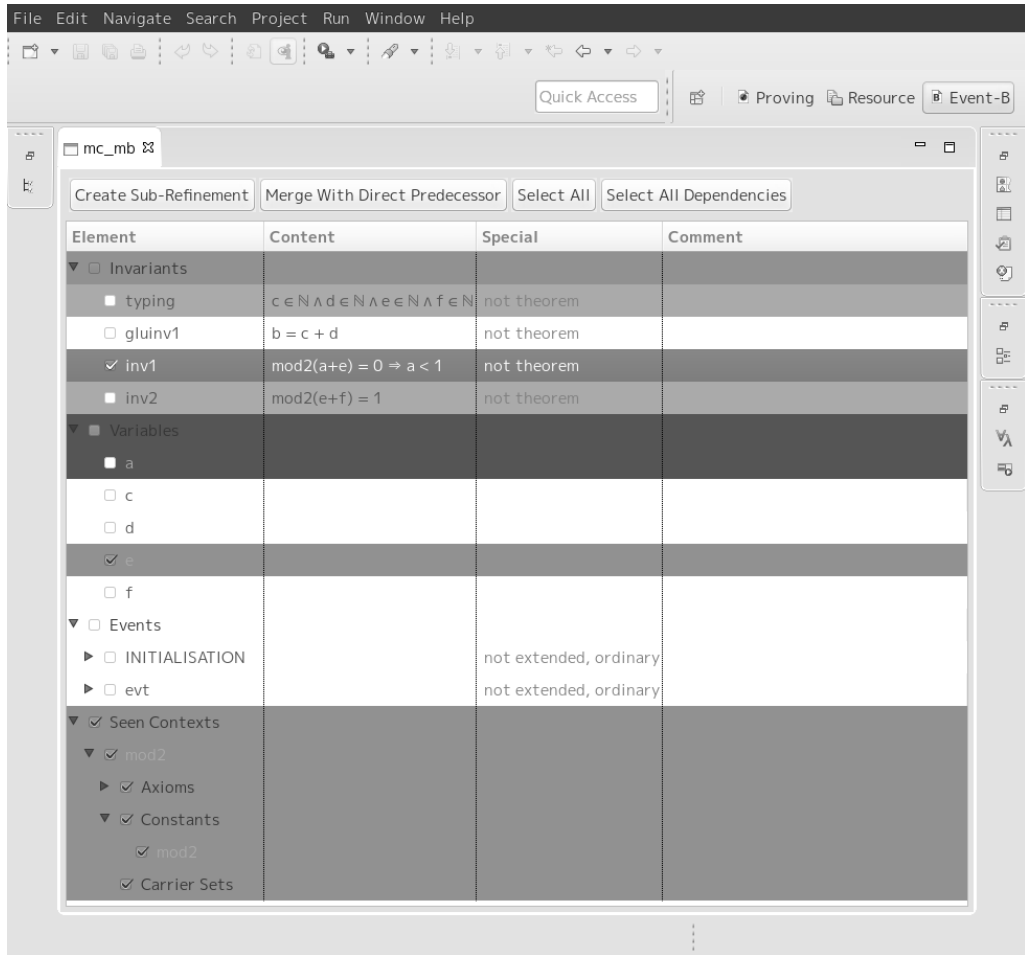 File Edit Navigate Search Project Run Window Help
Quick Access Proving Resource Event-B
mc_mb
Create Sub-Refinement Merge With Direct Predecessor Select All Select All Dependencies
Element Content Special Comment
Invariants
typing c ∈ ℕ ∧ d ∈ ℕ ∧ e ∈ ℕ ∧ f ∈ ℕ not theorem
gluinv1 b = c + d not theorem
inv1 mod2(a+e) = 0 ⇒ a < 1 not theorem
inv2 mod2(e+f) = 1 not theorem
Variables
a
c
d
e
f
Events
INITIALISATION not extended, ordinary
evt not extended, ordinary
Seen Contexts
mod2
Axioms
Constants
mod2
Carrier Sets